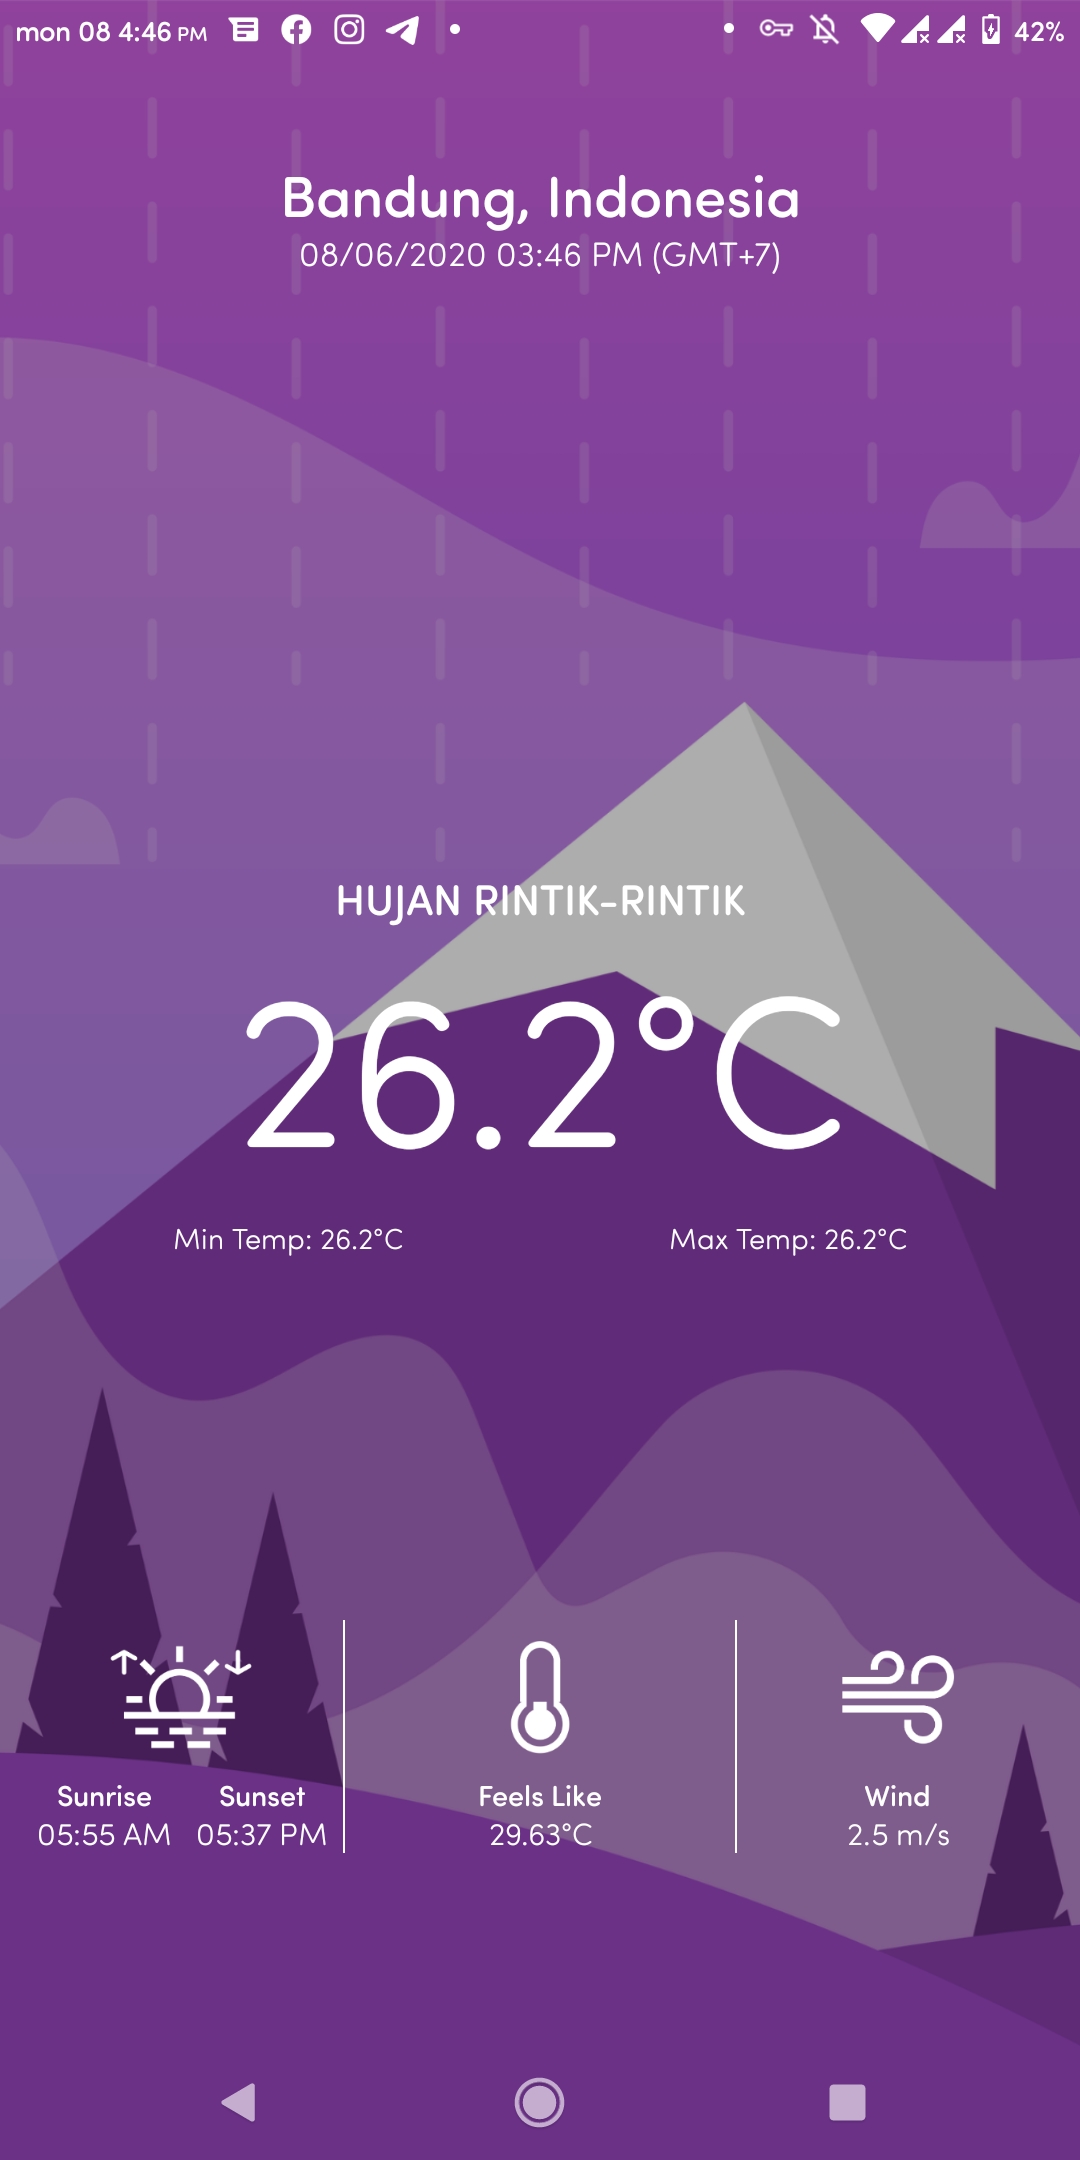 mon 08 4:46 PM 42%
Bandung, Indonesia
08/06/2020 03:46 PM (GMT+7)
HUJAN RINTIK-RINTIK
26.2°C
Min Temp: 26.2°C Max Temp: 26.2°C
Sunrise Sunset Feels Like Wind
05:55 AM 05:37 PM 29.63°C 2.5 m/s